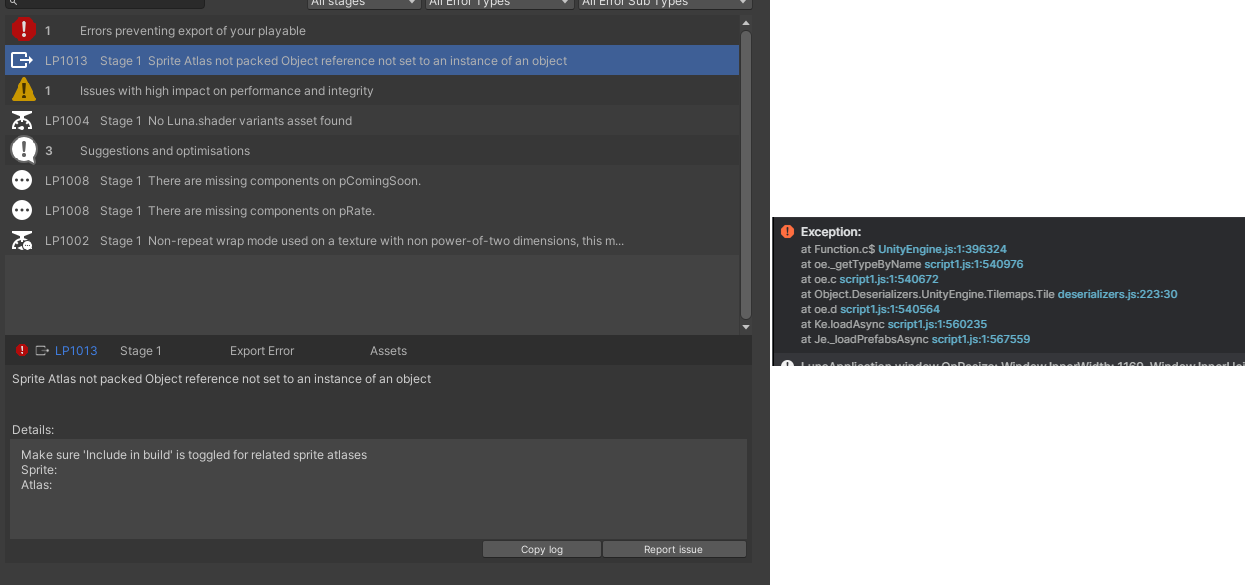 All stages All Error Types All Error Sub Types
1 Errors preventing export of your playable
LP1013 Stage 1 Sprite Atlas not packed Object reference not set to an instance of an object
1 Issues with high impact on performance and integrity
LP1004 Stage 1 No Luna.shader variants asset found
3 Suggestions and optimisations
LP1008 Stage 1 There are missing components on pComingSoon.
LP1008 Stage 1 There are missing components on pRate.
LP1002 Stage 1 Non-repeat wrap mode used on a texture with non power-of-two dimensions, this m...
LP1013 Stage 1 Export Error Assets
Sprite Atlas not packed Object reference not set to an instance of an object
Details:
Make sure 'Include in build' is toggled for related sprite atlases
Sprite:
Atlas:
Copy log Report issue
Exception:
at Function.c$ UnityEngine.js:1:396324
at oe._getTypeByName script1.js:1:540976
at oe.c script1.js:1:540672
at Object.Deserializers.UnityEngine.Tilemaps.Tile deserializers.js:223:30
at oe.d script1.js:1:540564
at Ke.loadAsync script1.js:1:560235
at Je._loadPrefabsAsync script1.js:1:567559